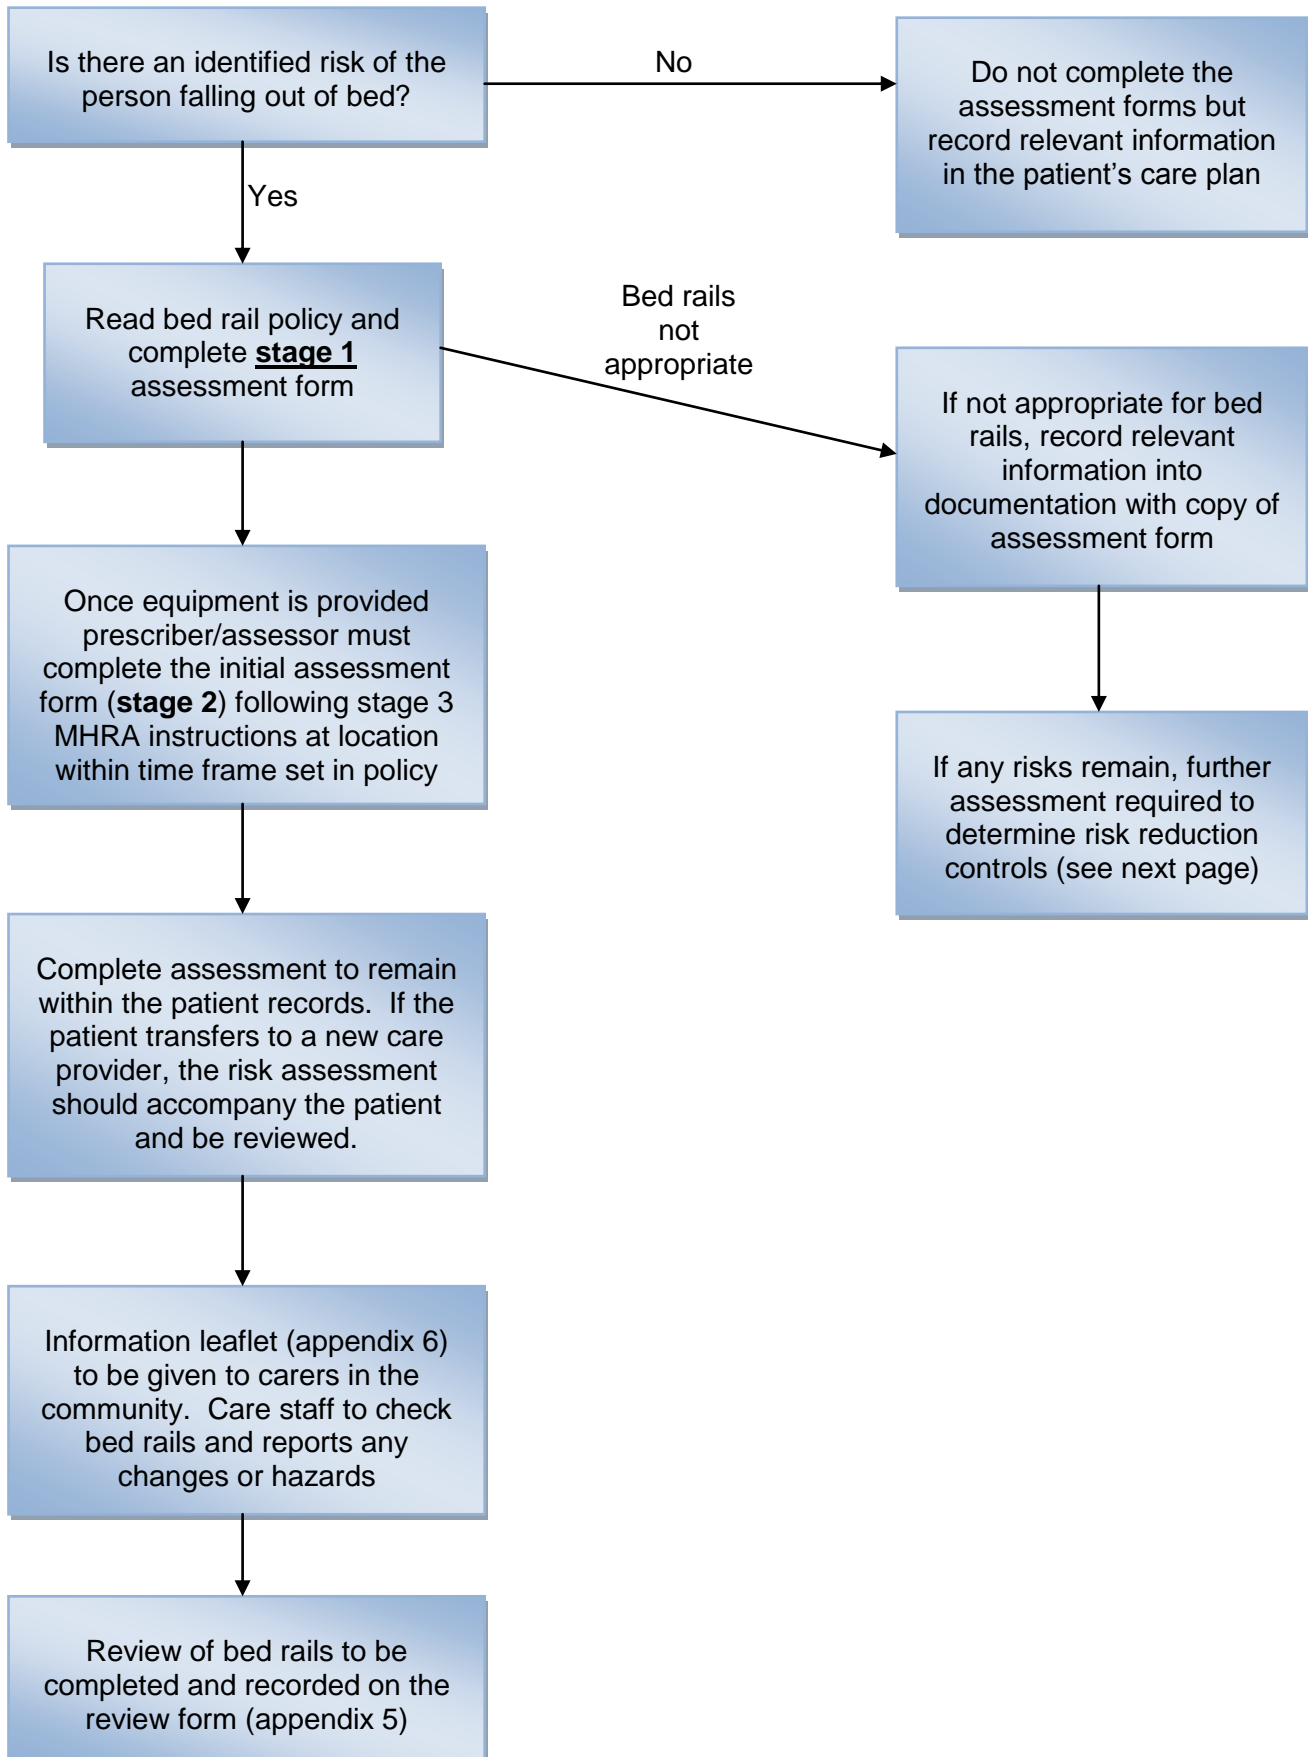 Is there an identified risk of the
person falling out of bed?
No
Do not complete the
assessment forms but
record relevant information
in the patient’s care plan
Yes
Read bed rail policy and
complete stage 1
assessment form
Bed rails
not
appropriate
If not appropriate for bed
rails, record relevant
information into
documentation with copy of
assessment form
Once equipment is provided
prescriber/assessor must
complete the initial assessment
form (stage 2) following stage 3
MHRA instructions at location
within time frame set in policy
If any risks remain, further
assessment required to
determine risk reduction
controls (see next page)
Complete assessment to remain
within the patient records.  If the
patient transfers to a new care
provider, the risk assessment
should accompany the patient
and be reviewed.
Information leaflet (appendix 6)
to be given to carers in the
community.  Care staff to check
bed rails and reports any
changes or hazards
Review of bed rails to be
completed and recorded on the
review form (appendix 5)